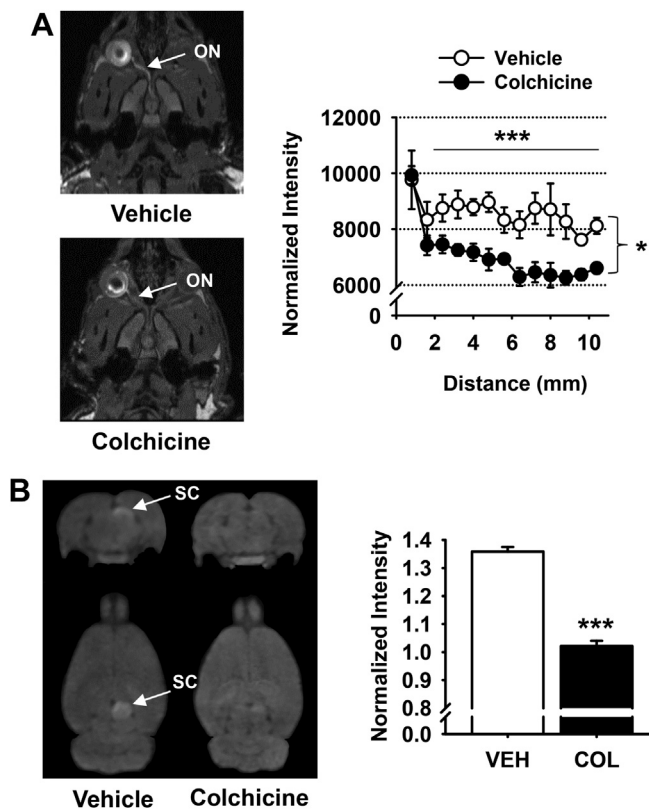 A
ON
Vehicle
ON
Colchicine
Vehicle
Colchicine
Normalized Intensity
12000
10000
8000
6000
0
***
*
0 2 4 6 8 10
Distance (mm)
B
SC
SC
Vehicle Colchicine
Normalized Intensity
1.4
1.3
1.2
1.1
1.0
0.9
0.8
0.0
***
VEH COL